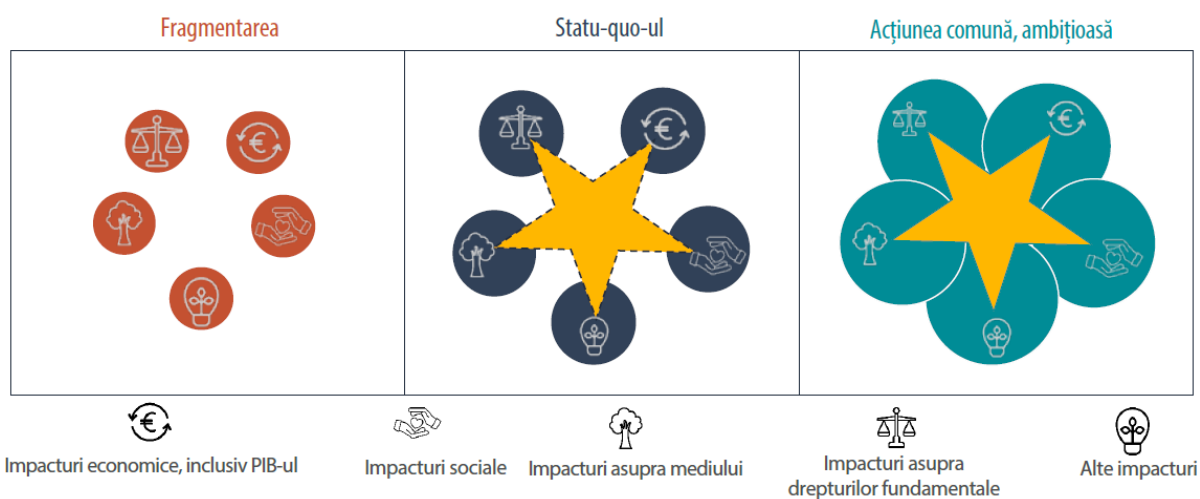 Fragmentarea
Statu-quo-ul
Acțiunea comună, ambițioasă
Impacturi economice, inclusiv PIB-ul
Impacturi sociale
Impacturi asupra mediului
Impacturi asupra
drepturilor fundamentale
Alte impacturi